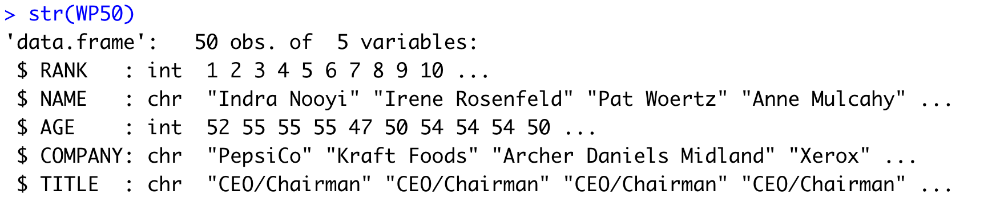 > str(WP50)
'data.frame':   50 obs. of  5 variables:
 $ RANK   : int  1 2 3 4 5 6 7 8 9 10 ...
 $ NAME   : chr  "Indra Nooyi" "Irene Rosenfeld" "Pat Woertz" "Anne Mulcahy" ...
 $ AGE    : int  52 55 55 55 47 50 54 54 54 50 ...
 $ COMPANY: chr  "PepsiCo" "Kraft Foods" "Archer Daniels Midland" "Xerox" ...
 $ TITLE  : chr  "CEO/Chairman" "CEO/Chairman" "CEO/Chairman" "CEO/Chairman" ...